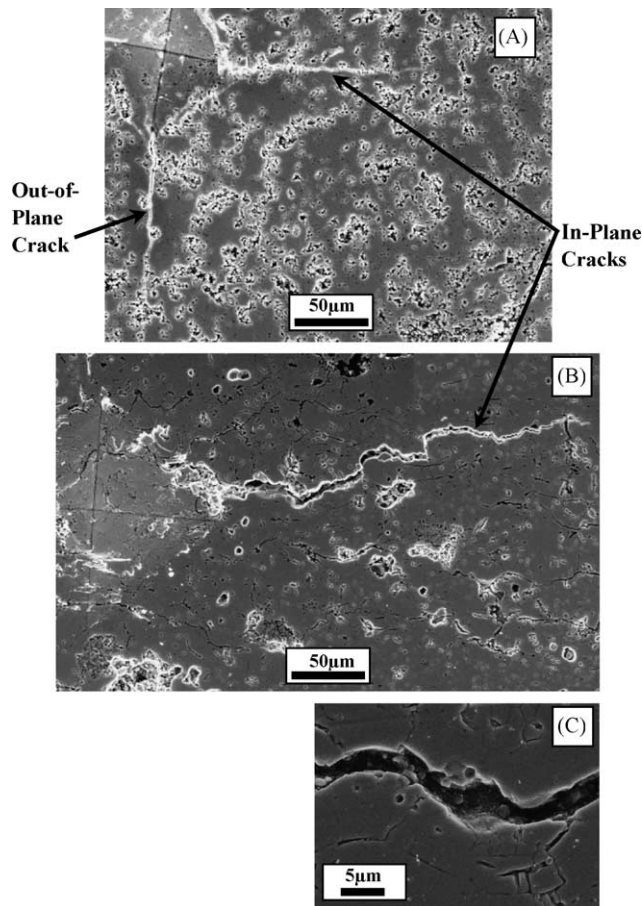 (A)
Out-of-
Plane
Crack
In-Plane
Cracks
50µm
(B)
50µm
(C)
5µm